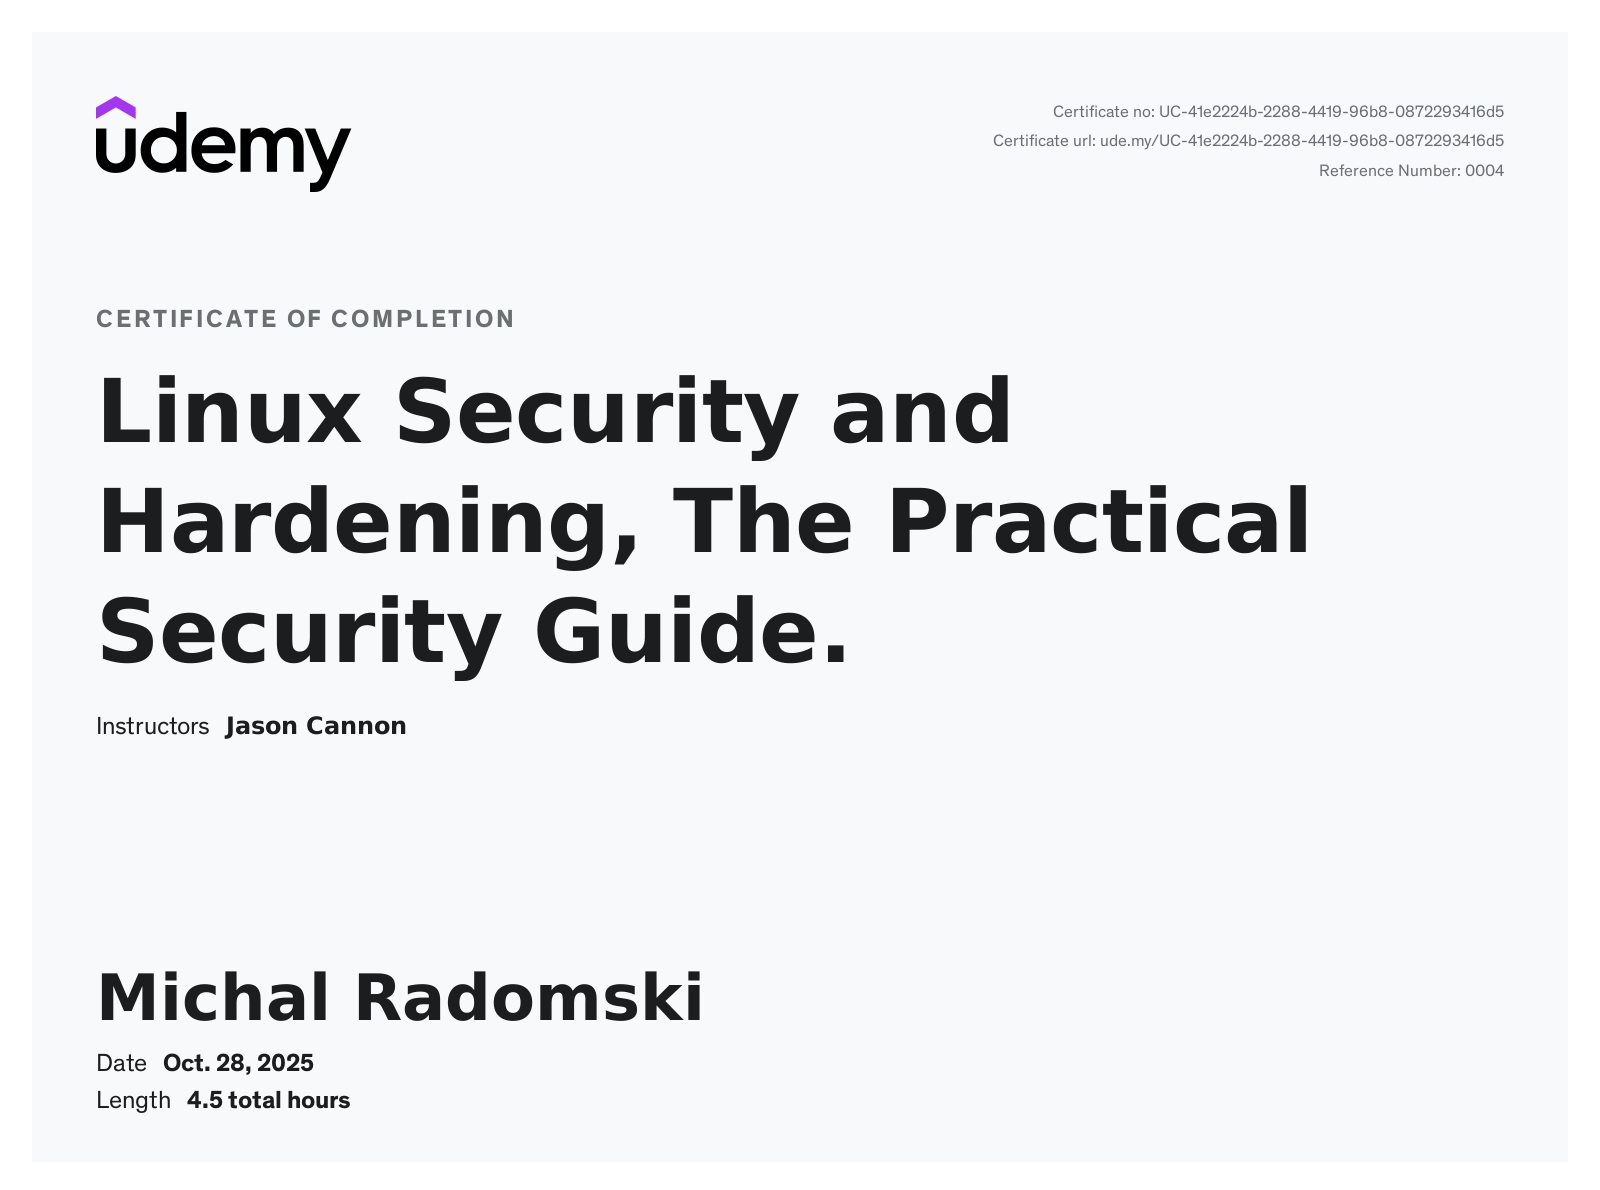 udemy
Certificate no: UC-41e2224b-2288-4419-96b8-0872293416d5
Certificate url: ude.my/UC-41e2224b-2288-4419-96b8-0872293416d5
Reference Number: 0004
CERTIFICATE OF COMPLETION
Linux Security and
Hardening, The Practical
Security Guide.
Instructors Jason Cannon
Michal Radomski
Date Oct. 28, 2025
Length 4.5 total hours